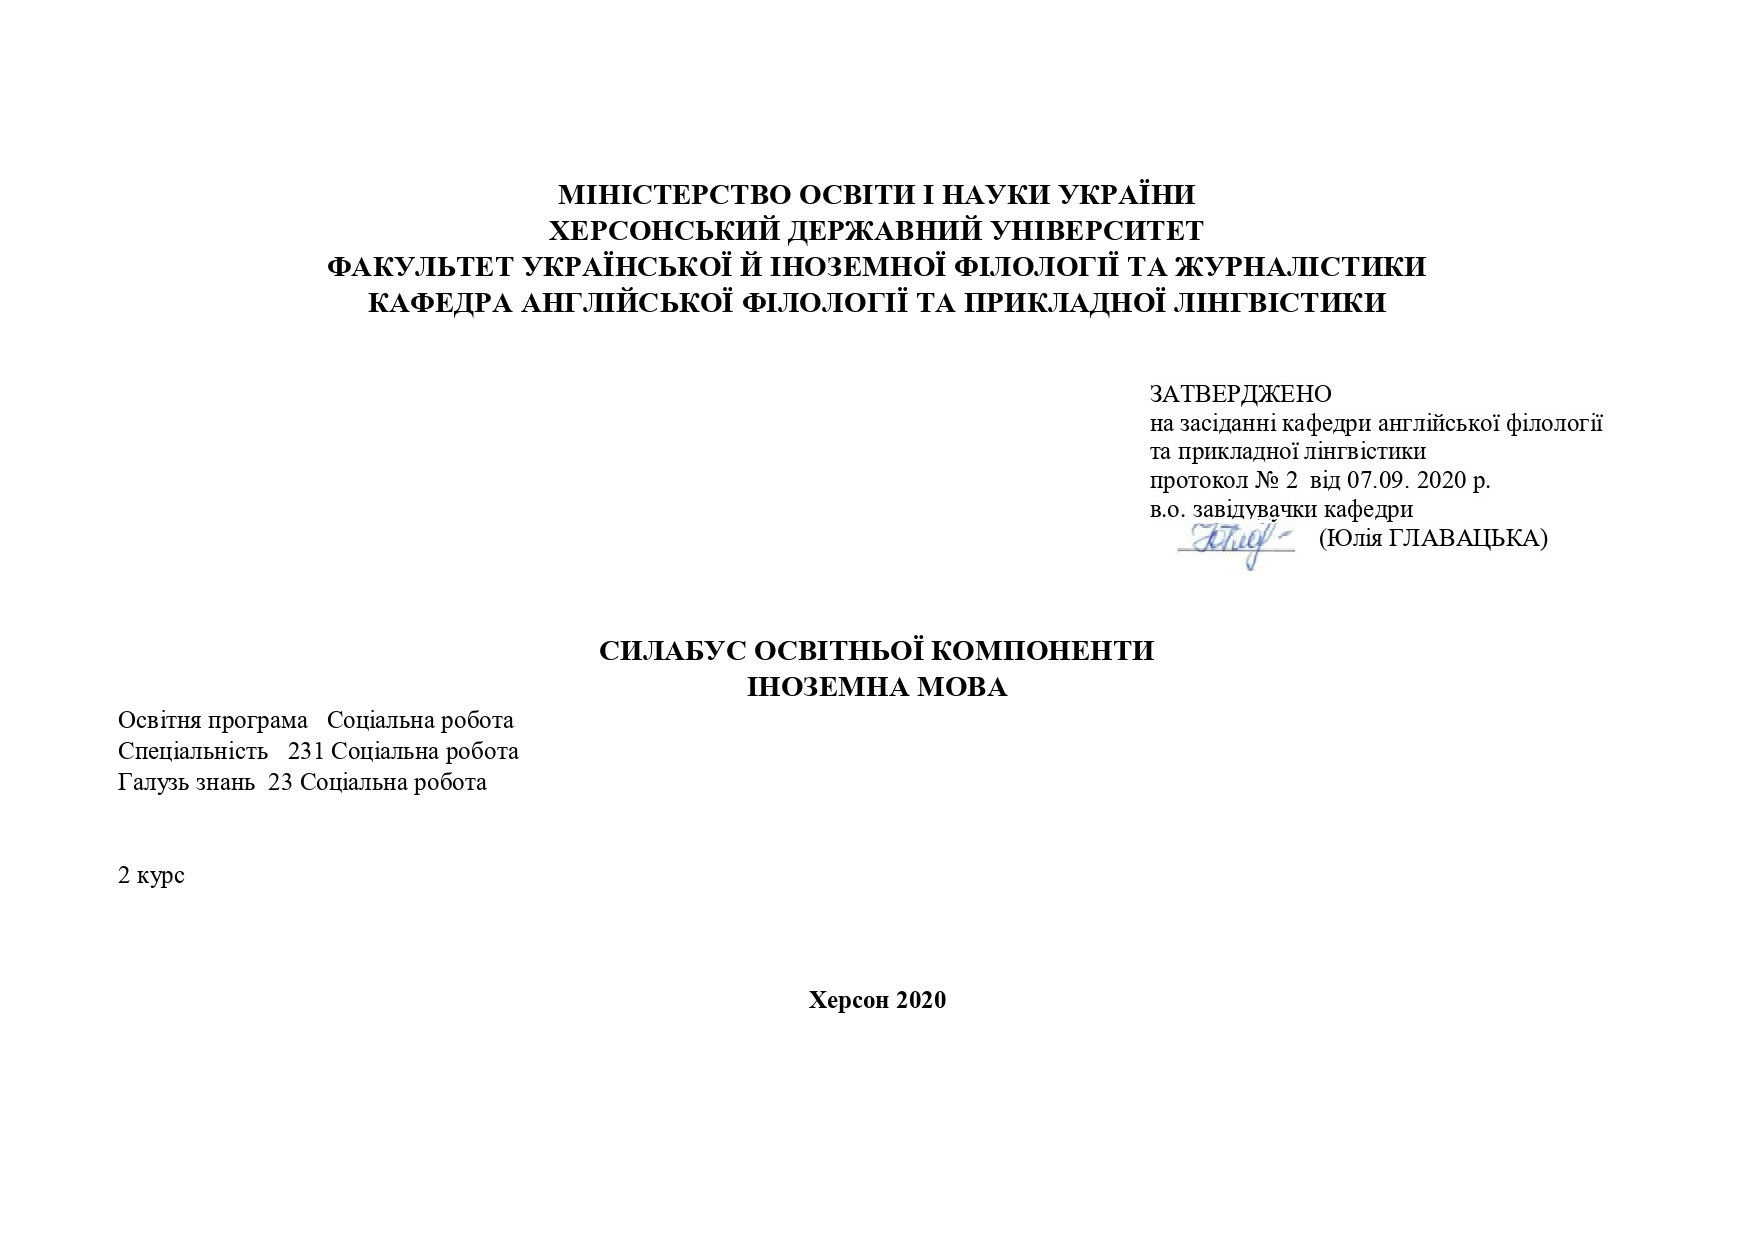 МІНІСТЕРСТВО ОСВІТИ І НАУКИ УКРАЇНИ
ХЕРСОНСЬКИЙ ДЕРЖАВНИЙ УНІВЕРСИТЕТ
ФАКУЛЬТЕТ УКРАЇНСЬКОЇ Й ІНОЗЕМНОЇ ФІЛОЛОГІЇ ТА ЖУРНАЛІСТИКИ
КАФЕДРА АНГЛІЙСЬКОЇ ФІЛОЛОГІЇ ТА ПРИКЛАДНОЇ ЛІНГВІСТИКИ
ЗАТВЕРДЖЕНО
на засіданні кафедри англійської філології
та прикладної лінгвістики
протокол № 2 від 07.09. 2020 р.
в.о. завідувачки кафедри
(Юлія ГЛАВАЦЬКА)
СИЛАБУС ОСВІТНЬОЇ КОМПОНЕНТИ
ІНОЗЕМНА МОВА
Освітня програма Соціальна робота
Спеціальність 231 Соціальна робота
Галузь знань 23 Соціальна робота
2 курс
Херсон 2020